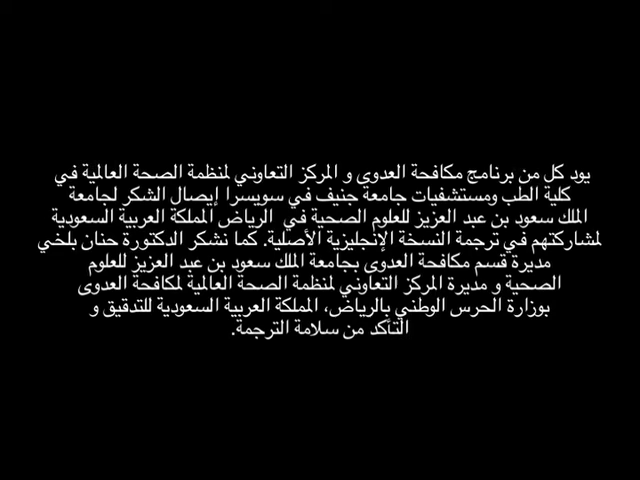 يود كل من برنامج مكافحة العدوى و المركز التعاوني لمنظمة الصحة العالمية في
كلية الطب ومستشفيات جامعة جنيف في سويسرا إيصال الشكر لجامعة
الملك سعود بن عبد العزيز للعلوم الصحية في الرياض المملكة العربية السعودية
لمشاركتهم في ترجمة النسخة الإنجليزية الأصلية. كما نشكر الدكتورة حنان بلخي
مديرة قسم مكافحة العدوى بجامعة الملك سعود بن عبد العزيز للعلوم
الصحية و مديرة المركز التعاوني لمنظمة الصحة العالمية لمكافحة العدوى
بوزارة الحرس الوطني بالرياض، المملكة العربية السعودية للتدقيق و
التأكد من سلامة الترجمة.